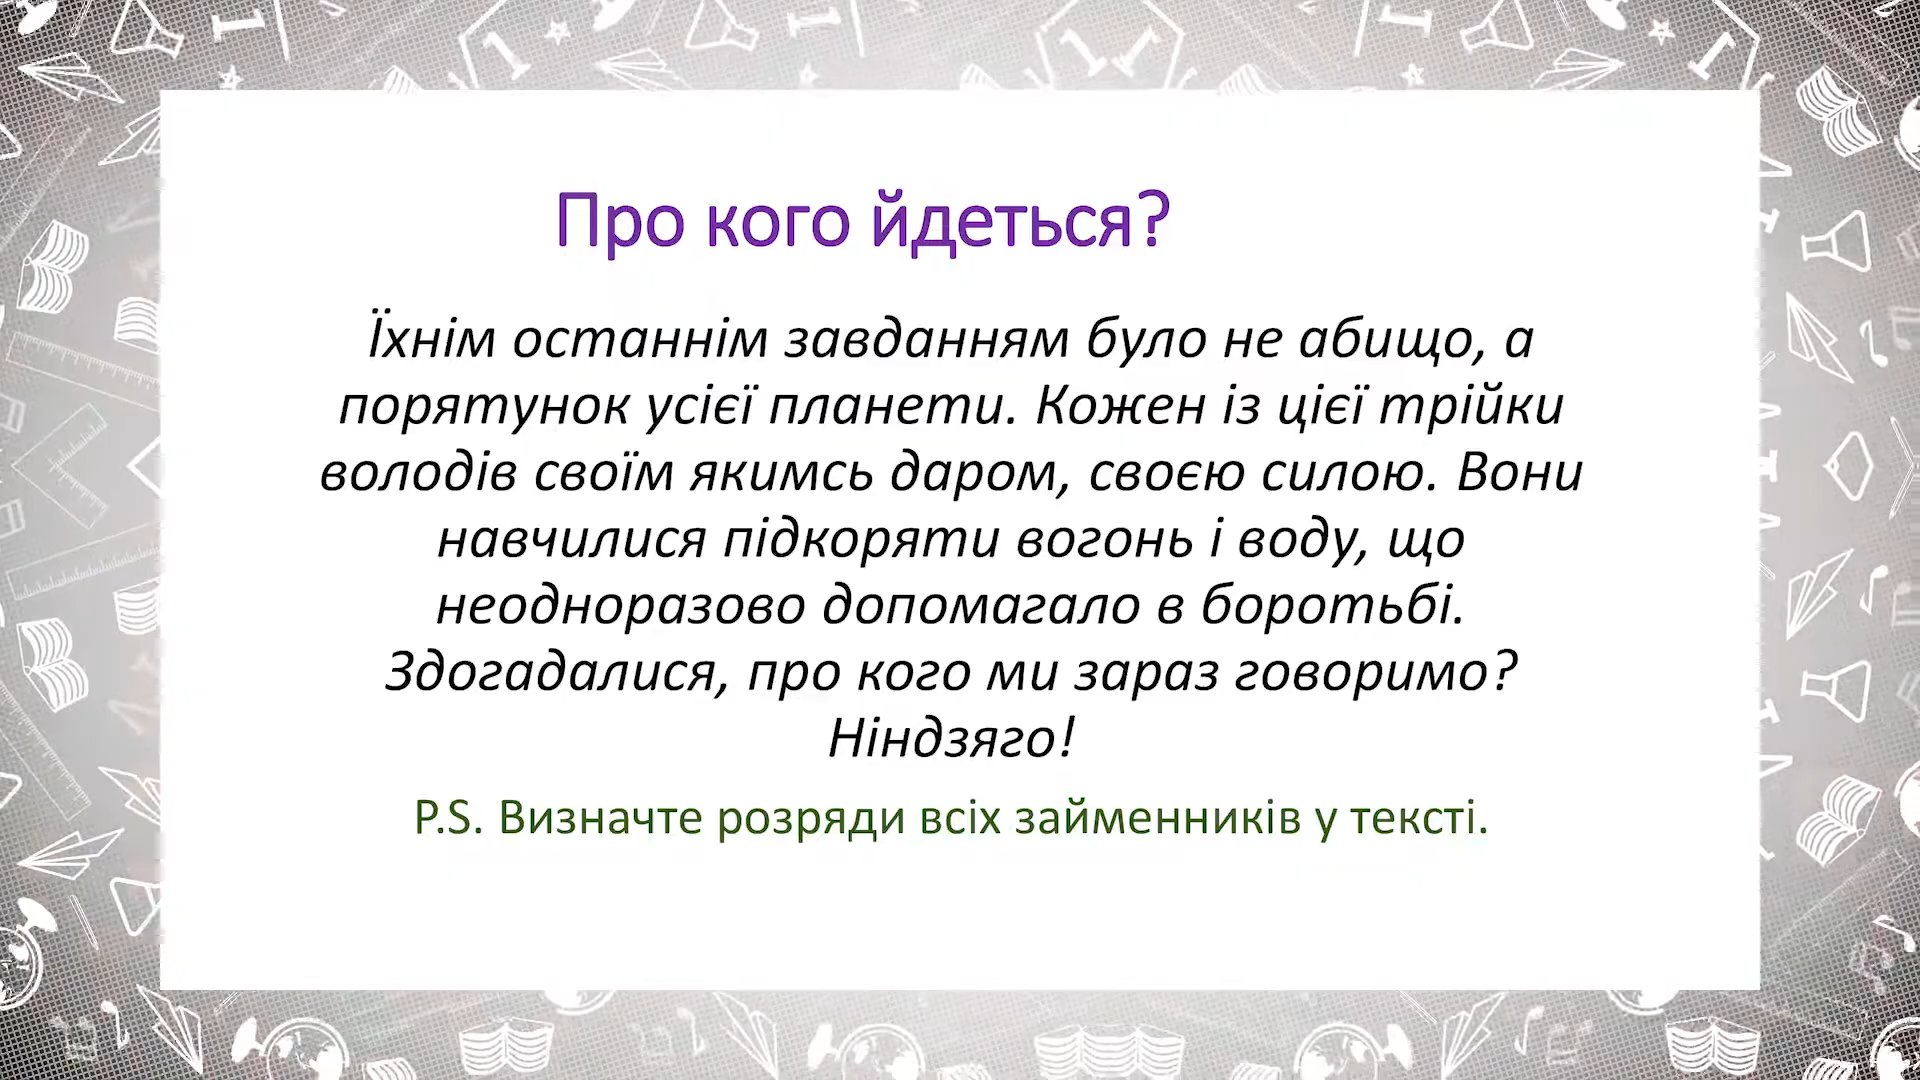 Про кого йдеться?
Їхнім останнім завданням було не абищо, а
порятунок усієї планети. Кожен із цієї трійки
володів своїм якимсь даром, своєю силою. Вони
навчилися підкоряти вогонь і воду, що
неодноразово допомагало в боротьбі.
Здогадалися, про кого ми зараз говоримо?
Ніндзяго!
P.S. Визначте розряди всіх займенників у тексті.